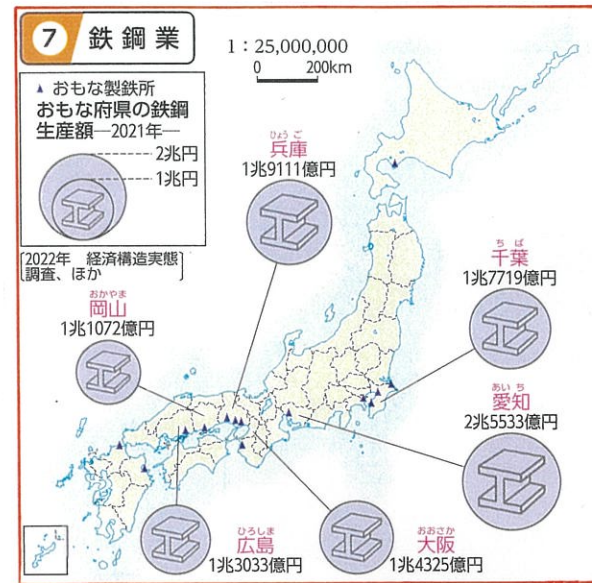 7 鉄鋼業
1：25,000,000
0 200km
▲ おもな製鉄所
おもな府県の鉄鋼
生産額―2021年―
2兆円
1兆円
[2022年 経済構造実態
調査、ほか]
ひょうご
兵庫
1兆9111億円
ちば
千葉
1兆7719億円
おかやま
岡山
1兆1072億円
あいち
愛知
2兆5533億円
ひろしま
広島
1兆3033億円
おおさか
大阪
1兆4325億円